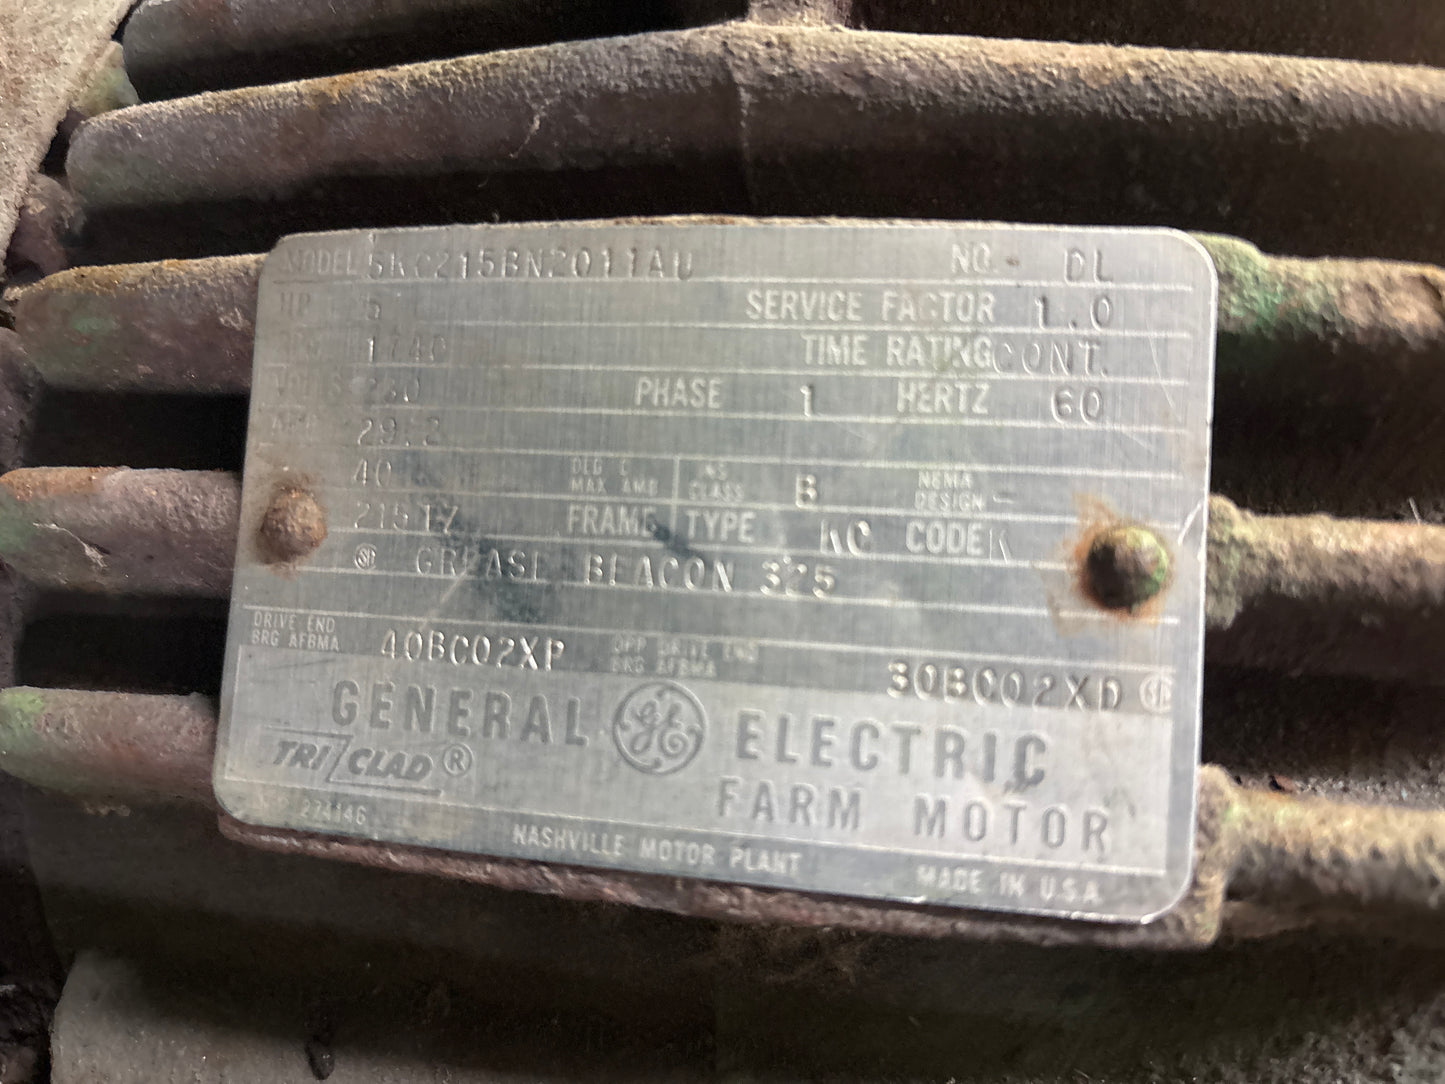 MODEL 5KC215BN2011AU NO. DL
HP 5 SERVICE FACTOR 1.0
1740 TIME RATING CONT.
VOLTS 230 PHASE 1 HERTZ 60
29.2
40 DEG C MAX AMB INS CLASS B NEMA DESIGN -
FRAME TYPE KC CODE K
GREASE BEACON 325
DRIVE END BRG AFBMA 40BC02XP OPP DRIVE END BRG AFBMA 30BC02XD
GENERAL GE ELECTRIC
TRI CLAD ® FARM MOTOR
274146 NASHVILLE MOTOR PLANT MADE IN U.S.A.